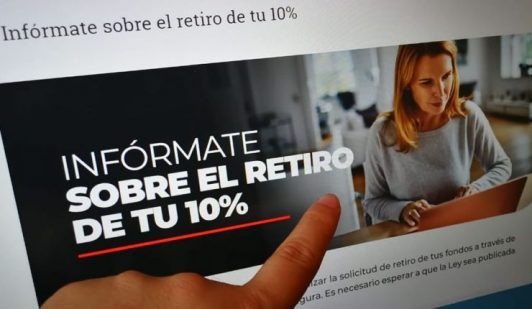 Infórmate sobre el retiro de tu 10%
INFÓRMATE
SOBRE EL RETIRO
DE TU 10%
izar la solicitud de retiro de tus fondos a través de
gura. Es necesario esperar a que la Ley sea publicada